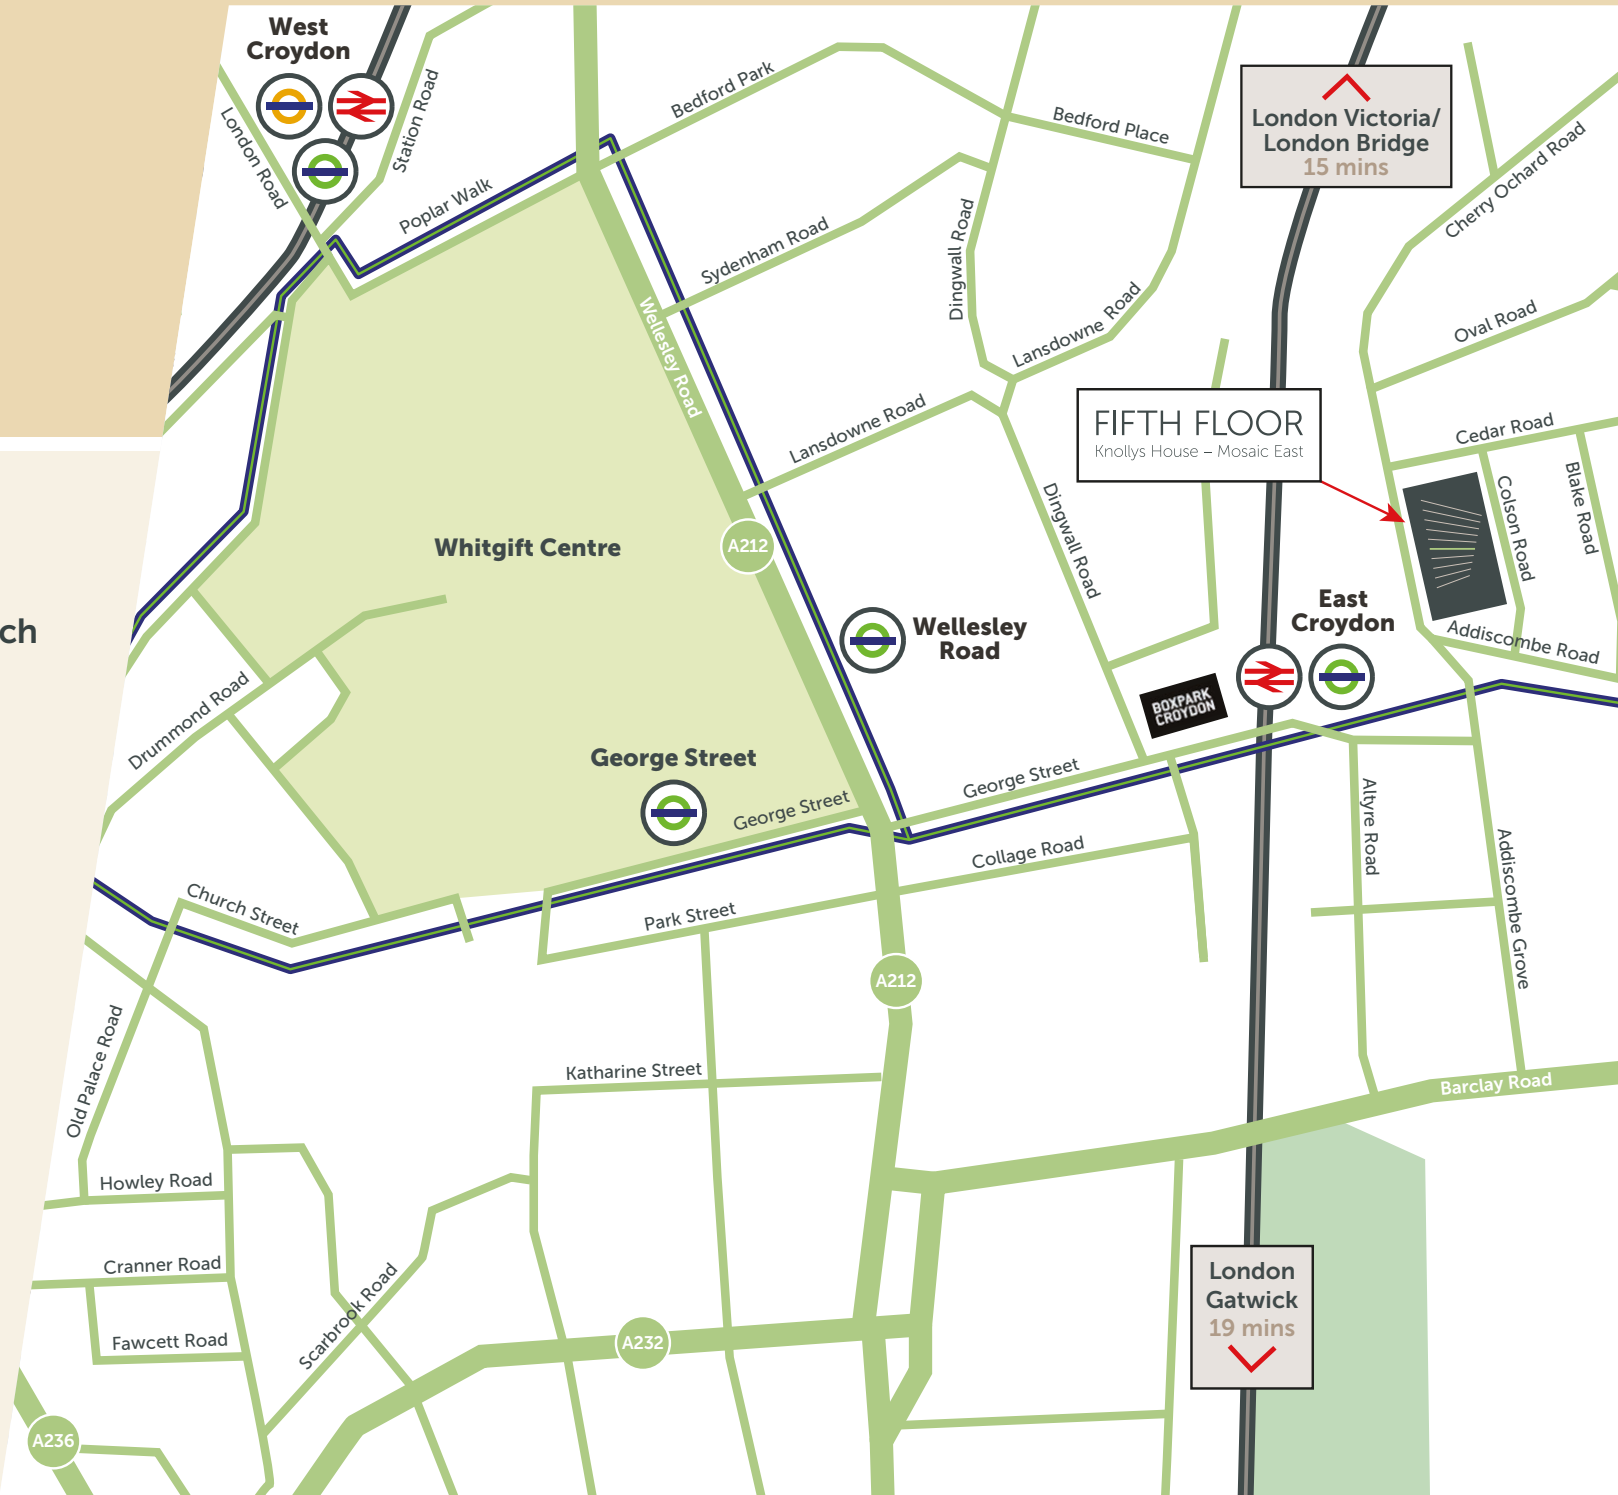 West
Croydon
London Road
Station Road
Poplar Walk
Bedford Park
Bedford Place
London Victoria/
London Bridge
15 mins
Cherry Ochard Road
Sydenham Road
Dingwall Road
Lansdowne Road
Wellesley Road
Oval Road
Lansdowne Road
FIFTH FLOOR
Knollys House – Mosaic East
Cedar Road
Colson Road
Blake Road
Dingwall Road
Whitgift Centre
A212
ch
Wellesley
Road
East
Croydon
Addiscombe Road
BOXPARK
CROYDON
Drummond Road
George Street
George Street
George Street
Collage Road
Altyre Road
Addiscombe Grove
Church Street
Park Street
A212
Old Palace Road
Katharine Street
Barclay Road
Howley Road
Cranner Road
Scarbrook Road
Fawcett Road
A232
London
Gatwick
19 mins
A236